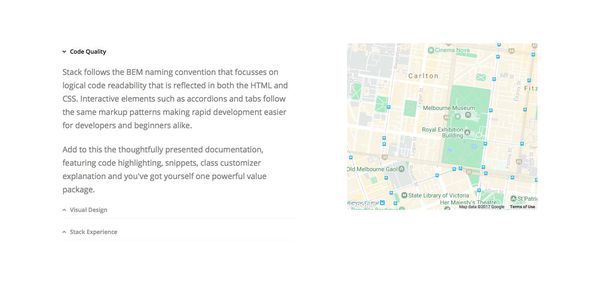 Code Quality
Stack follows the BEM naming convention that focusses on
logical code readability that is reflected in both the HTML and
CSS. Interactive elements such as accordions and tabs follow
the same markup patterns making rapid development easier
for developers and beginners alike.
Add to this the thoughtfully presented documentation,
featuring code highlighting, snippets, class customizer
explanation and you've got yourself one powerful value
package.
Visual Design
Stack Experience
Cinema Nova
Carlton
Fitz
Melbourne Museum
Royal Exhibition
Building
Old Melbourne Gaol
State Library of Victoria
Her Majesty's Theatre
St Patr
Map data ©2017 Google
Terms of Use